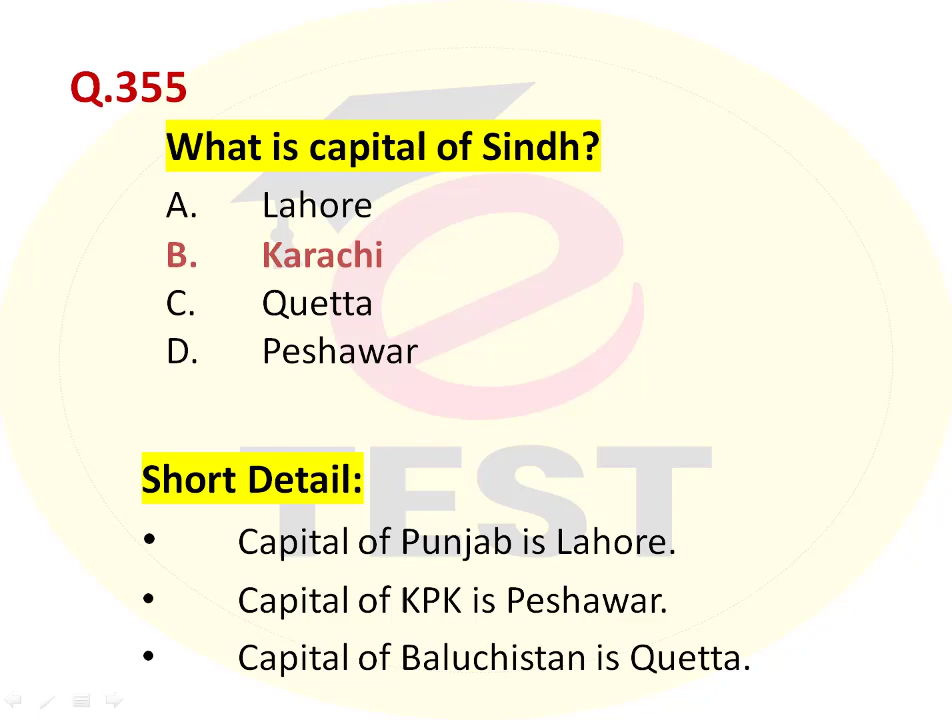 Q.355
What is capital of Sindh?
A. Lahore
B. Karachi
C. Quetta
D. Peshawar
e
TEST
Short Detail:
• Capital of Punjab is Lahore.
• Capital of KPK is Peshawar.
• Capital of Baluchistan is Quetta.